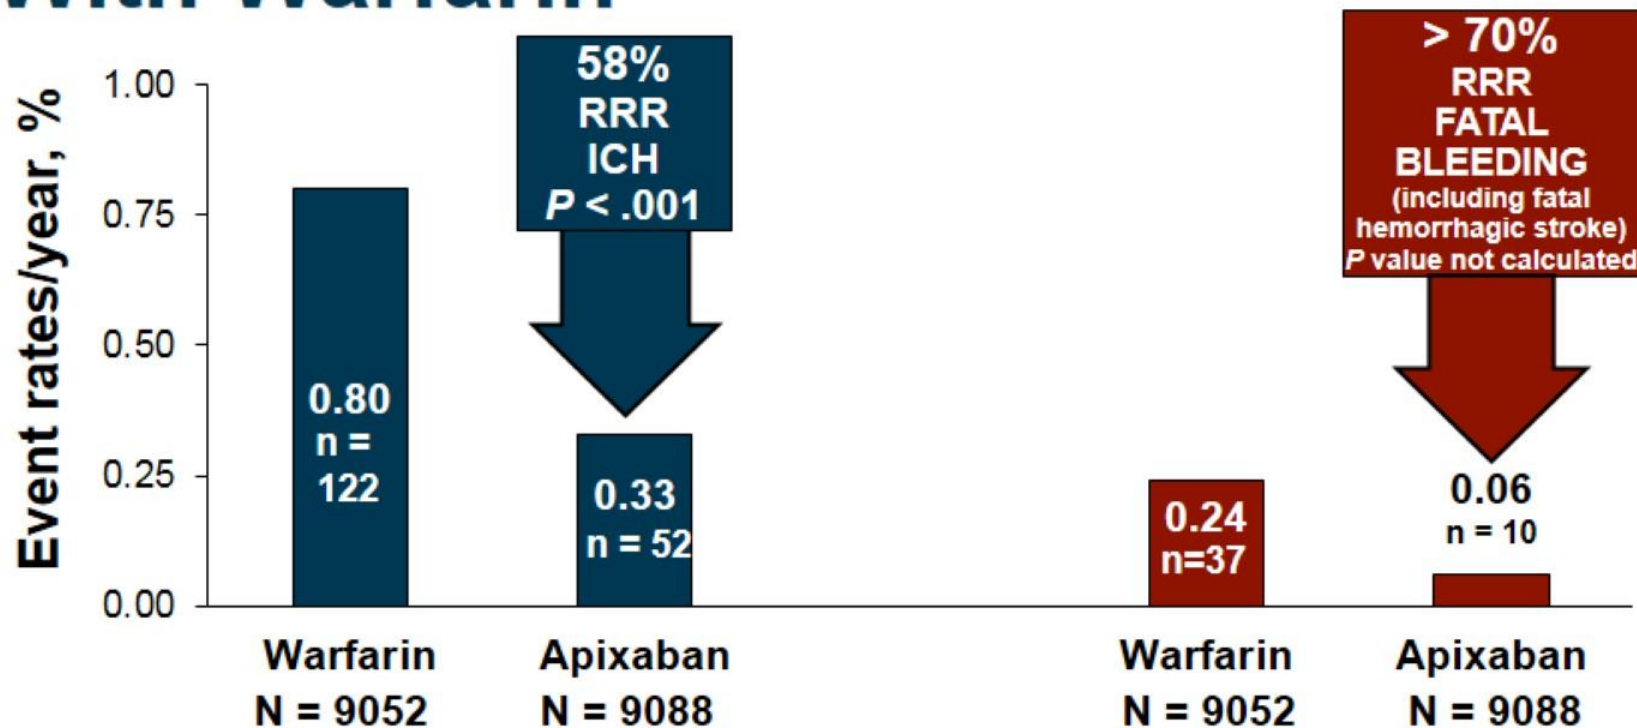 With Warfarin
Event rates/year, %
1.00
0.75
0.50
0.25
0.00
58%
RRR
ICH
P < .001
0.80
n =
122
0.33
n = 52
Warfarin
N = 9052
Apixaban
N = 9088
> 70%
RRR
FATAL
BLEEDING
(including fatal
hemorrhagic stroke)
P value not calculated
0.24
n=37
0.06
n = 10
Warfarin
N = 9052
Apixaban
N = 9088